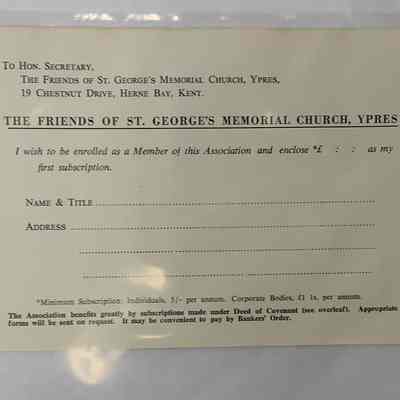 To Hon. Secretary,
The Friends of St. George's Memorial Church, Ypres,
19 Chestnut Drive, Herne Bay, Kent.
THE FRIENDS OF ST. GEORGE'S MEMORIAL CHURCH, YPRES
I wish to be enrolled as a Member of this Association and enclose *£ : : as my
first subscription.
Name & Title
Address
*Minimum Subscription: Individuals, 5/- per annum. Corporate Bodies, £1 1s. per annum.
The Association benefits greatly by subscriptions made under Deed of Covenant (see overleaf). Appropriate
forms will be sent on request. It may be convenient to pay by Bankers' Order.